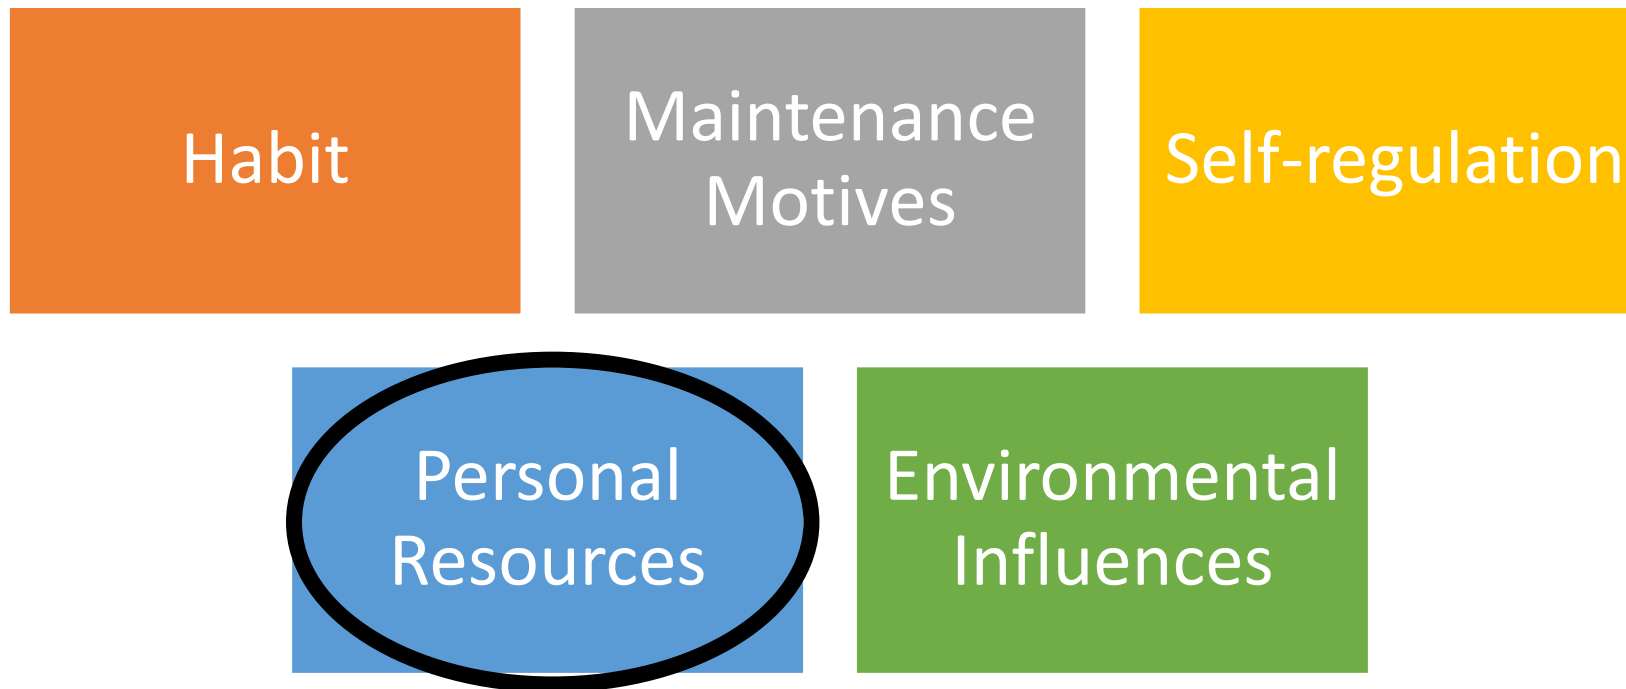 Habit
Maintenance
Motives
Self-regulation
Personal
Resources
Environmental
Influences